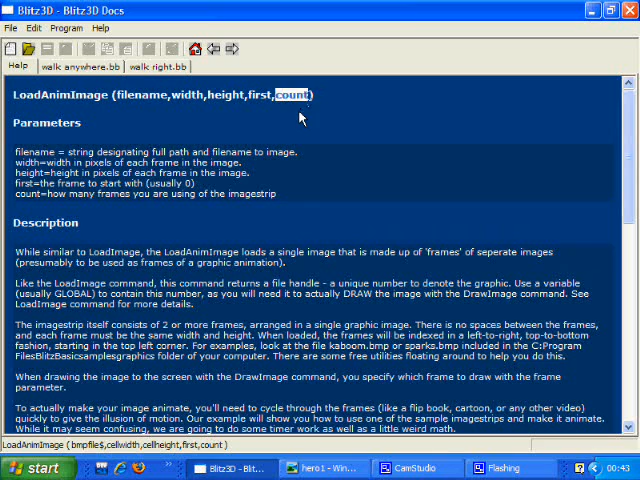 Blitz3D - Blitz3D Docs
File Edit Program Help
Help walk anywhere.bb walk right.bb
LoadAnimImage (filename,width,height,first,count)
Parameters
filename = string designating full path and filename to image.
width=width in pixels of each frame in the image.
height=height in pixels of each frame in the image.
first=the frame to start with (usually 0)
count=how many frames you are using of the imagestrip
Description
While similar to LoadImage, the LoadAnimImage loads a single image that is made up of 'frames' of seperate images
(presumably to be used as frames of a graphic animation).
Like the LoadImage command, this command returns a file handle - a unique number to denote the graphic. Use a variable
(usually GLOBAL) to contain this number, as you will need it to actually DRAW the image with the DrawImage command. See
LoadImage command for more details.
The imagestrip itself consists of 2 or more frames, arranged in a single graphic image. There is no spaces between the frames,
and each frame must be the same width and height. When loaded, the frames will be indexed in a left-to-right, top-to-bottom
fashion, starting in the top left corner. For examples, look at the file kaboom.bmp or sparks.bmp included in the C:Program
FilesBlitzBasicsamplesgraphics folder of your computer. There are some free utilities floating around to help you do this.
When drawing the image to the screen with the DrawImage command, you specify which frame to draw with the frame
parameter.
To actually make your image animate, you'll need to cycle through the frames (like a flip book, cartoon, or any other video)
quickly to give the illusion of motion. Our example will show you how to use one of the sample imagestrips and make it animate.
While it may seem confusing, we are going to do some timer work as well as a little weird math.
LoadAnimImage ( bmpfile$,cellwidth,cellheight,first,count )
start Blitz3D - Blitz3D... hero1 - Win... CamStudio Flashing 00:43